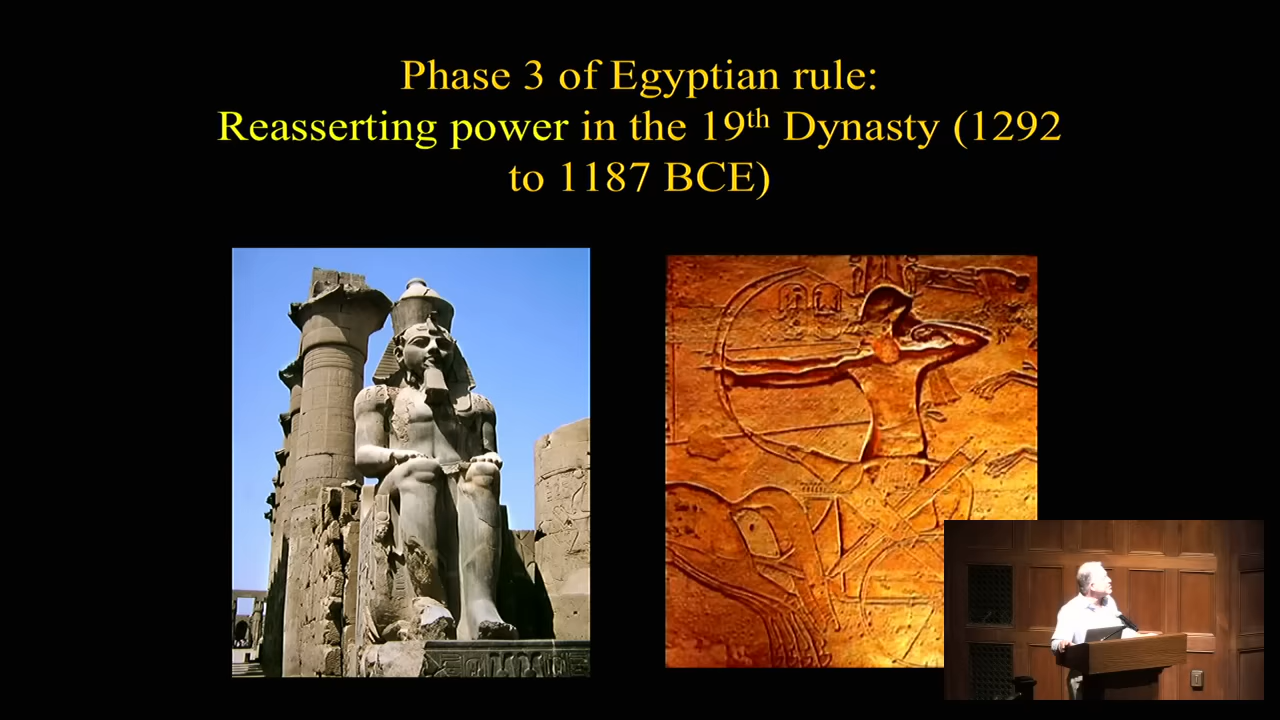 Phase 3 of Egyptian rule:
Reasserting power in the 19th Dynasty (1292
to 1187 BCE)